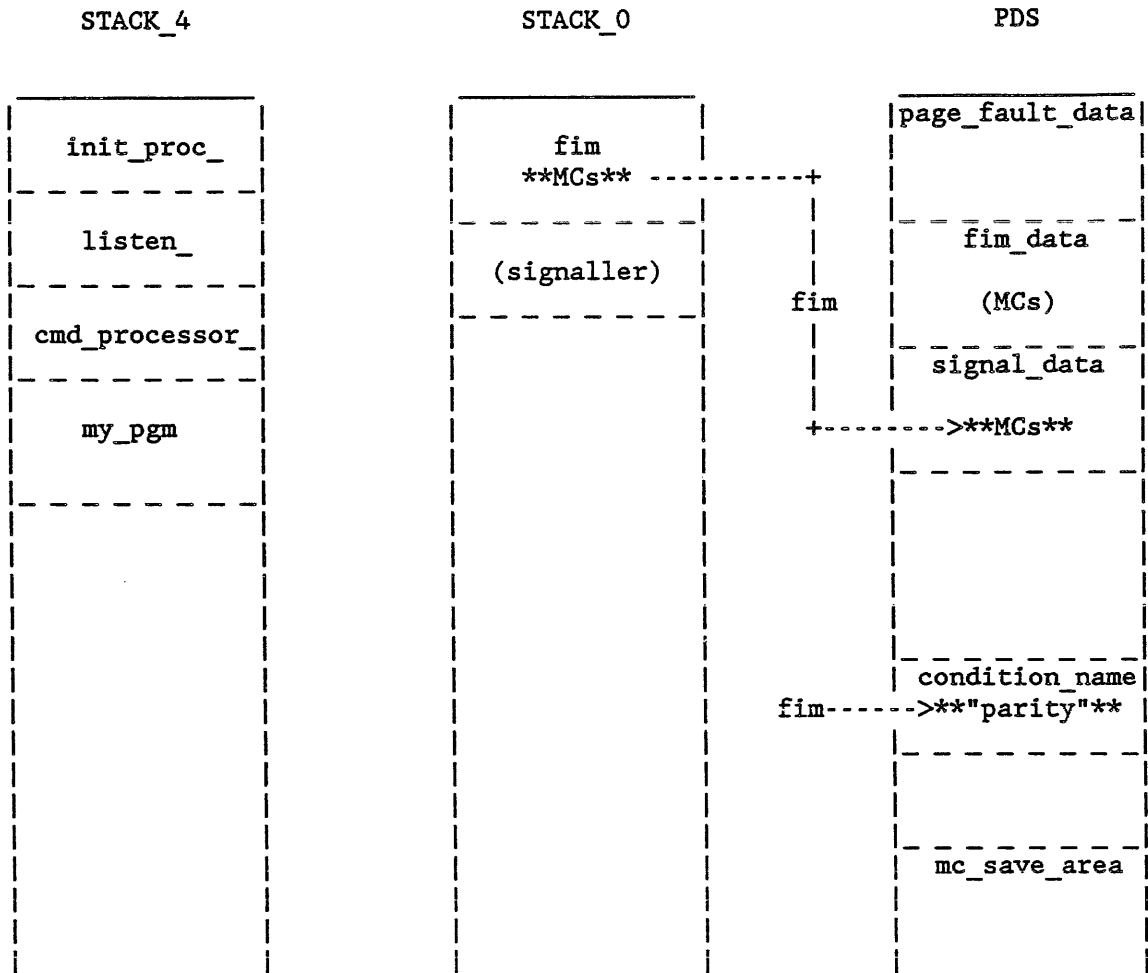 STACK_4 STACK_0 PDS
page_fault_data
init_proc_ fim
**MCs**
listen_ fim_data
(signaller)
fim (MCs)
cmd_processor_
signal_data
my_pgm **MCs**
condition_name
fim **"parity"**
mc_save_area